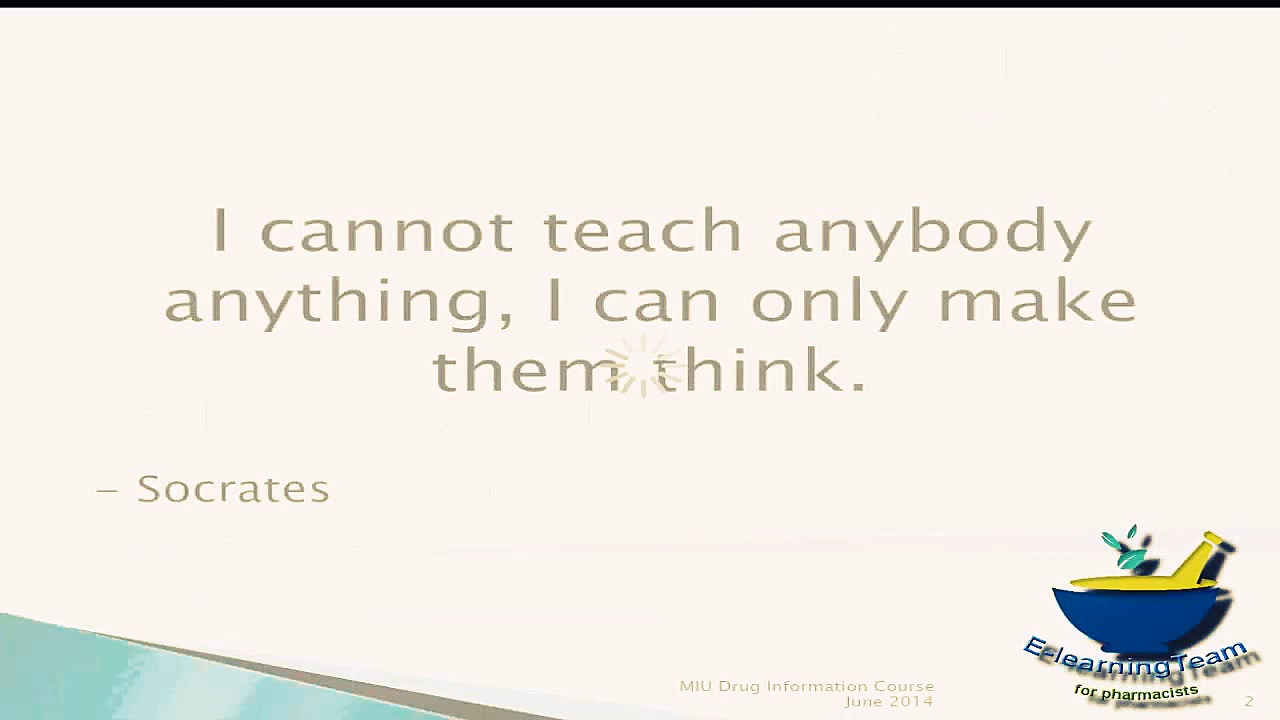 I cannot teach anybody
anything, I can only make
them think.
– Socrates
E-learningTeam
for pharmacists
MIU Drug Information Course
June 2014
2